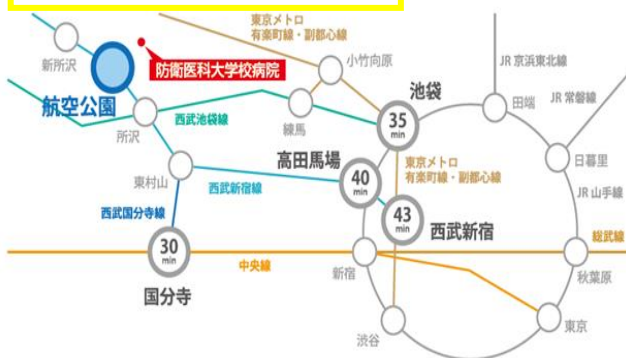 東京メトロ
有楽町線・副都心線
新所沢
防衛医科大学校病院
小竹向原
JR 京浜東北線
航空公園
池袋
JR 常磐線
田端
所沢
西武池袋線
練馬
35
min
高田馬場
東京メトロ
有楽町線・副都心線
日暮里
東村山
西武新宿線
40
min
JR 山手線
西武国分寺線
43
min
西武新宿
総武線
30
min
中央線
新宿
秋葉原
国分寺
渋谷
東京